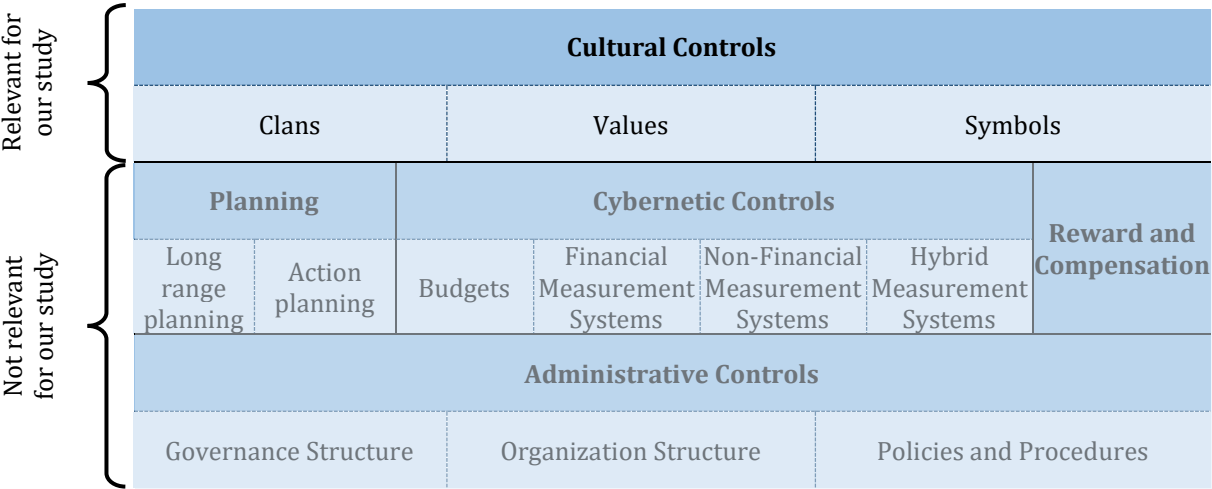 Relevant for
our study
Cultural Controls
Clans
Values
Symbols
Not relevant
for our study
Planning
Cybernetic Controls
Reward and
Compensation
Long
range
planning
Action
planning
Budgets
Financial
Measurement
Systems
Non-Financial
Measurement
Systems
Hybrid
Measurement
Systems
Administrative Controls
Governance Structure
Organization Structure
Policies and Procedures